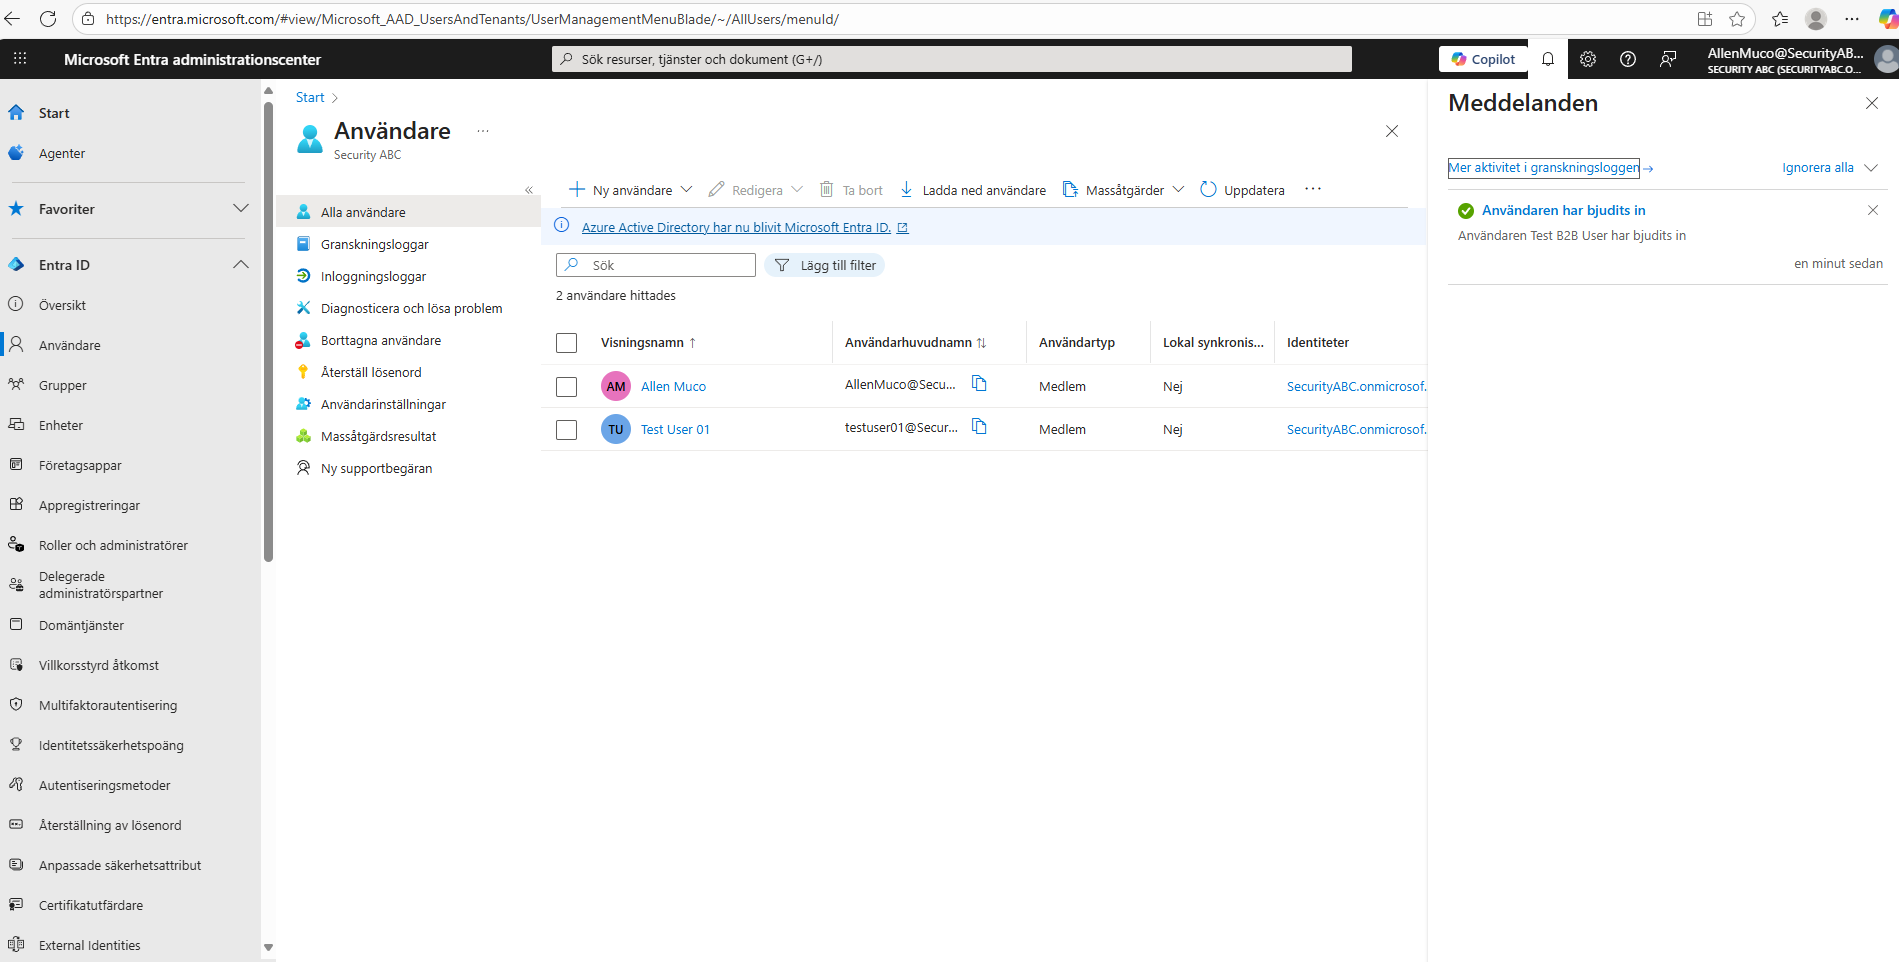 https://entra.microsoft.com/#view/Microsoft_AAD_UsersAndTenants/UserManagementMenuBlade/~/AllUsers/menuId/
Microsoft Entra administrationscenter
Sök resurser, tjänster och dokument (G+/)
Copilot
AllenMuco@SecurityAB...
SECURITY ABC (SECURITYABC.O...
Start
Agenter
Favoriter
Entra ID
Översikt
Användare
Grupper
Enheter
Företagsappar
Appregistreringar
Roller och administratörer
Delegerade
administratörspartner
Domäntjänster
Villkorsstyrd åtkomst
Multifaktorautentisering
Identitetssäkerhetspoäng
Autentiseringsmetoder
Återställning av lösenord
Anpassade säkerhetsattribut
Certifikatutfärdare
External Identities
Start >
Användare ...
Security ABC
«
Alla användare
Granskningsloggar
Inloggningsloggar
Diagnosticera och lösa problem
Borttagna användare
Återställ lösenord
Användarinställningar
Massåtgärdsresultat
Ny supportbegäran
Ny användare Redigera Ta bort Ladda ned användare Massåtgärder Uppdatera ...
Azure Active Directory har nu blivit Microsoft Entra ID.
Sök Lägg till filter
2 användare hittades
Visningsnamn ↑ Användarhuvudnamn ↑↓ Användartyp Lokal synkronis... Identiteter
AM Allen Muco AllenMuco@Secu... Medlem Nej SecurityABC.onmicrosof.
TU Test User 01 testuser01@Secur... Medlem Nej SecurityABC.onmicrosof.
Meddelanden
Mer aktivitet i granskningsloggen → Ignorera alla
Användaren har bjudits in
Användaren Test B2B User har bjudits in
en minut sedan